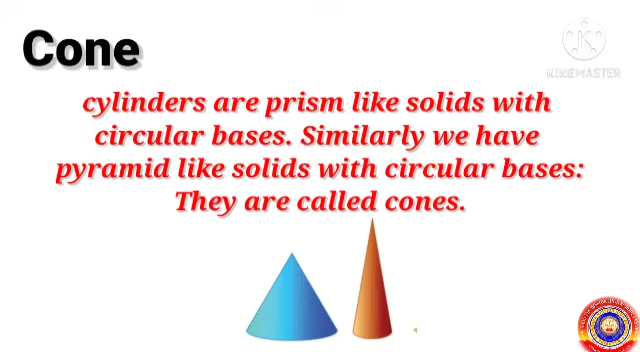 Cone
KINEMASTER
cylinders are prism like solids with
circular bases. Similarly we have
pyramid like solids with circular bases:
They are called cones.